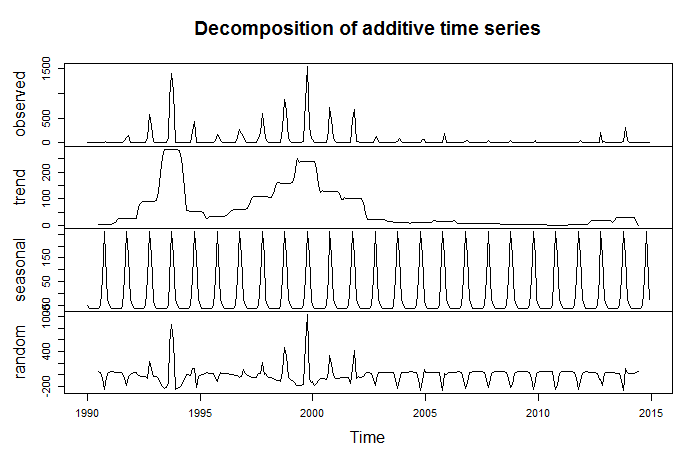 Decomposition of additive time series
observed
0 500 1500
trend
0 100 200
seasonal
50 150
random
-200 400
1990 1995 2000 2005 2010 2015
Time